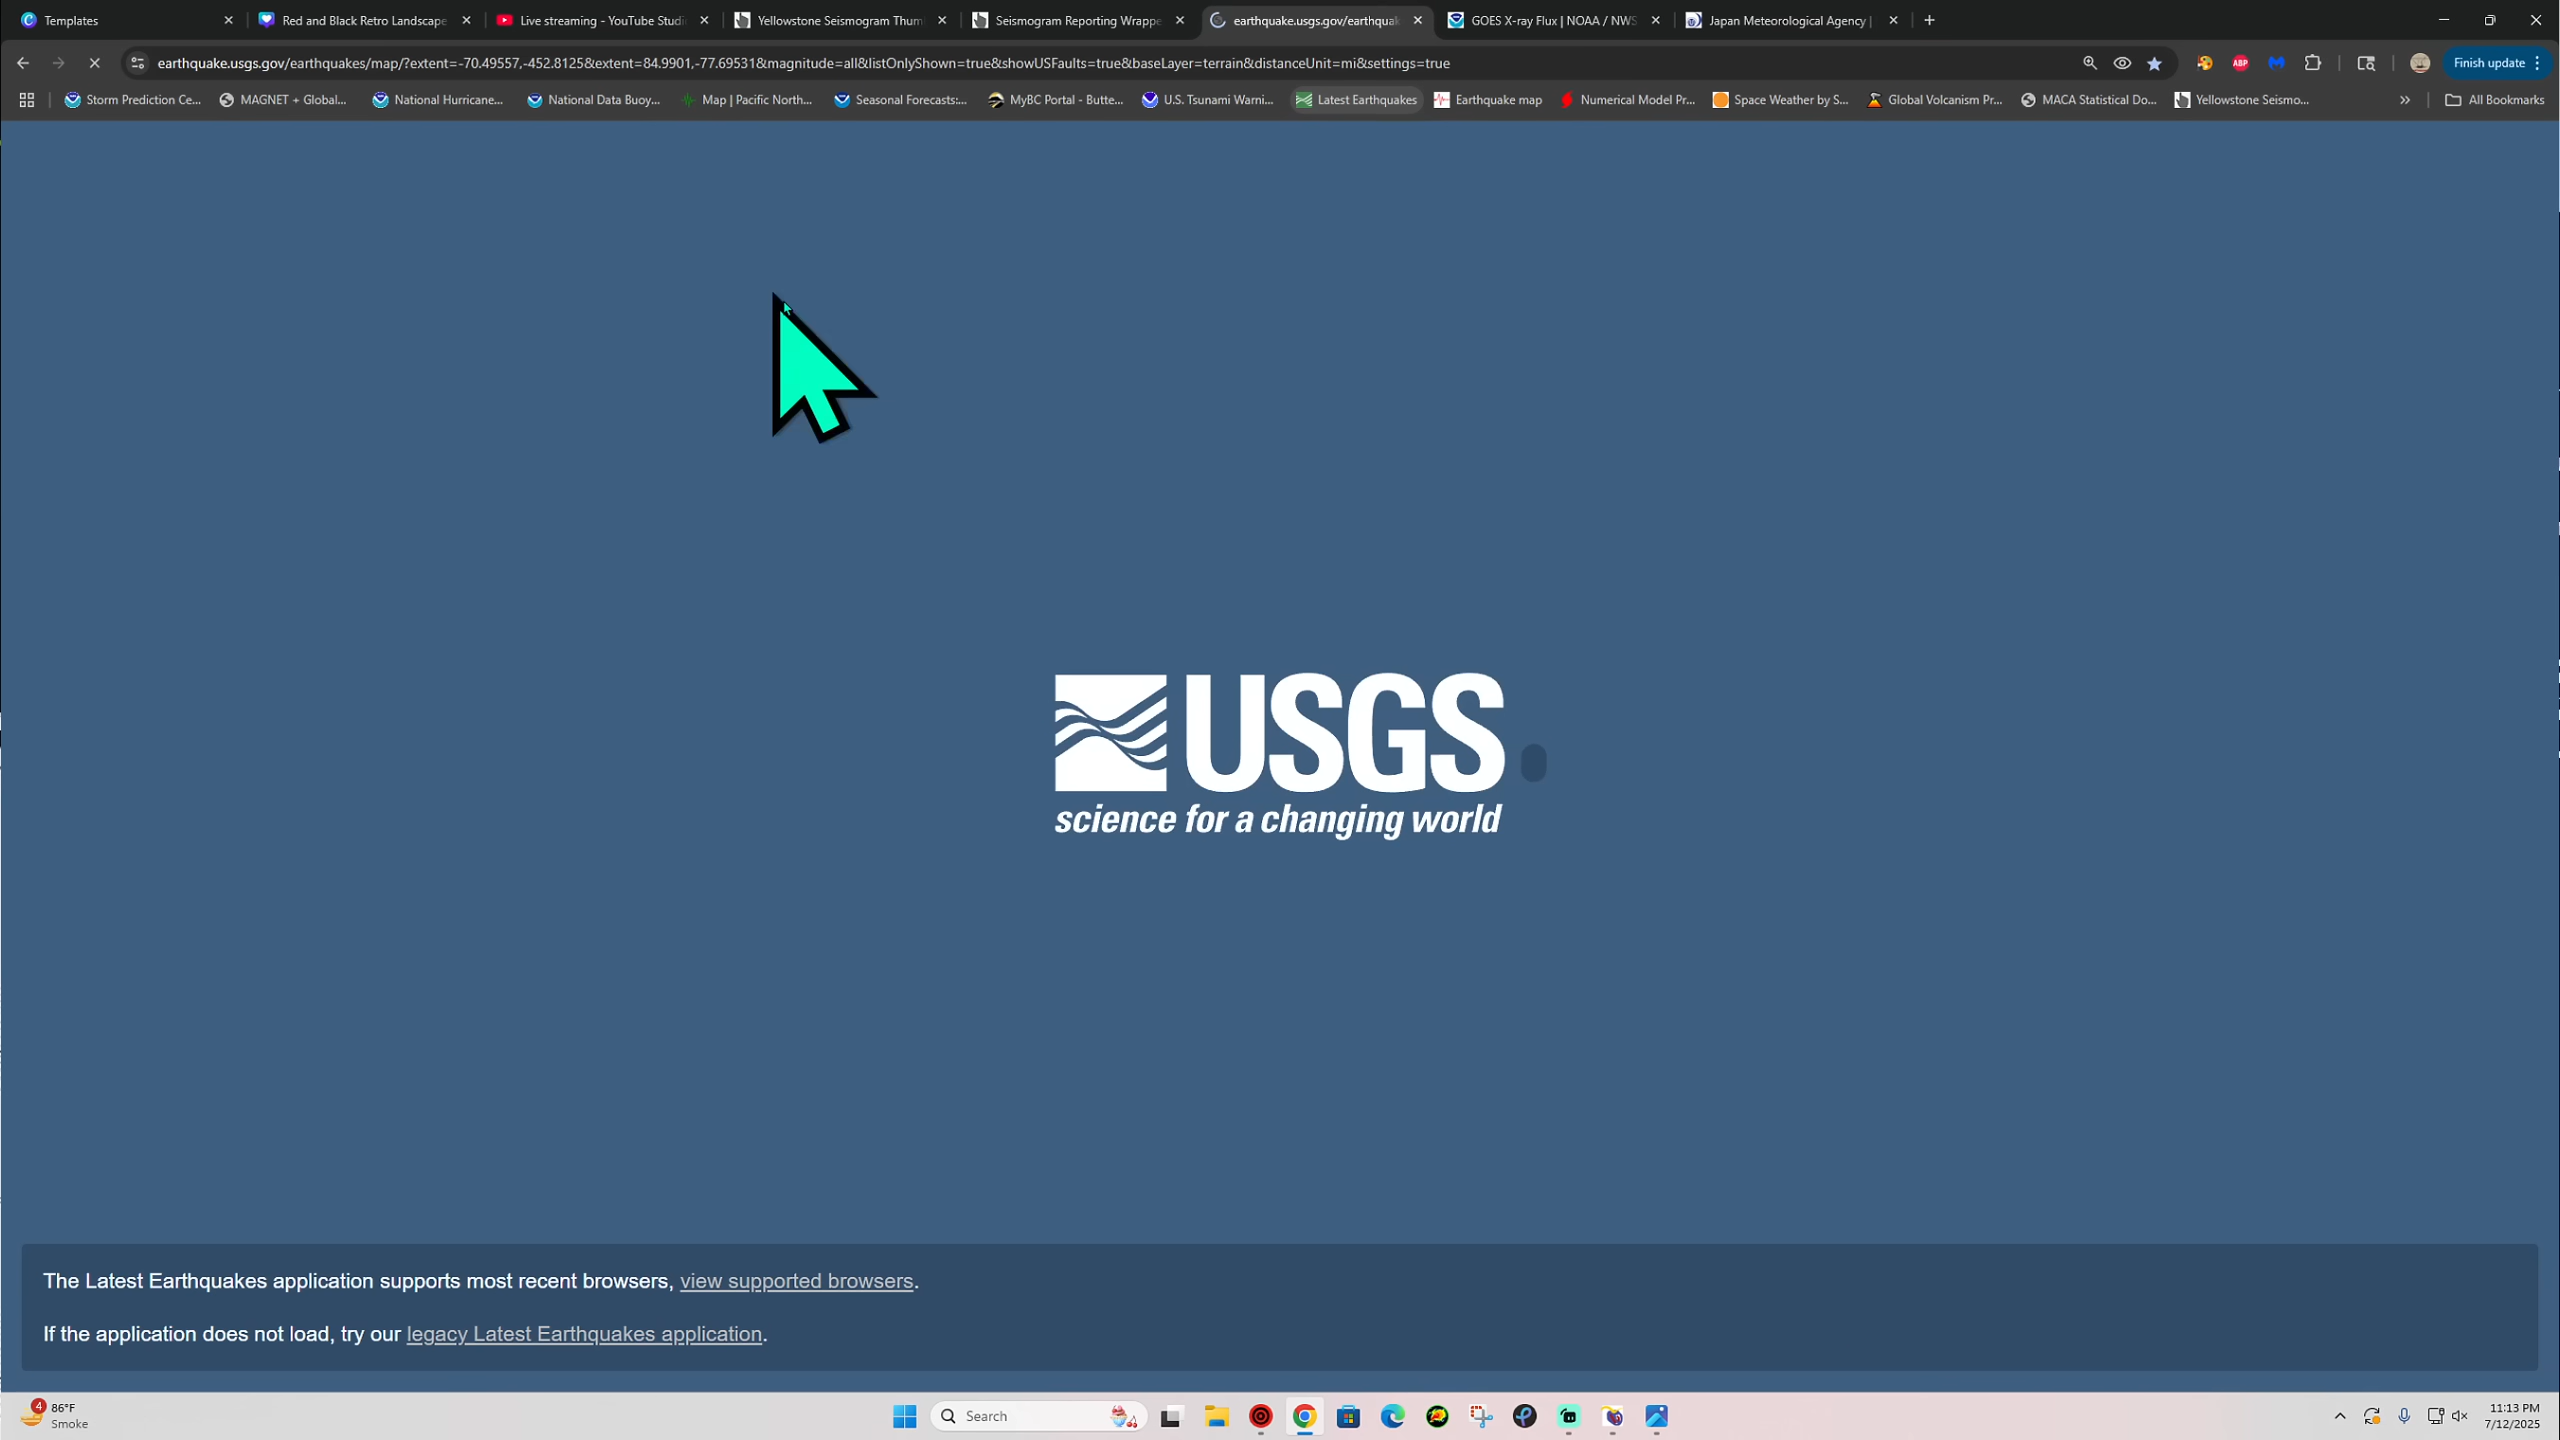 Templates
Red and Black Retro Landscape
Live streaming - YouTube Studi
Yellowstone Seismogram Thum
Seismogram Reporting Wrappe
earthquake.usgs.gov/earthquak
GOES X-ray Flux | NOAA / NWS
Japan Meteorological Agency |
earthquake.usgs.gov/earthquakes/map/?extent=-70.49557,-452.8125&extent=84.9901,-77.69531&magnitude=all&listOnlyShown=true&showUSFaults=true&baseLayer=terrain&distanceUnit=mi&settings=true
ABP
Finish update
Storm Prediction Ce...
MAGNET + Global...
National Hurricane...
National Data Buoy...
Map | Pacific North...
Seasonal Forecasts:...
MyBC Portal - Butte...
U.S. Tsunami Warni...
Latest Earthquakes
Earthquake map
Numerical Model Pr...
Space Weather by S...
Global Volcanism Pr...
MACA Statistical Do...
Yellowstone Seismo...
All Bookmarks
USGS
science for a changing world
The Latest Earthquakes application supports most recent browsers, view supported browsers.
If the application does not load, try our legacy Latest Earthquakes application.
4
86°F
Smoke
Search
11:13 PM
7/12/2025